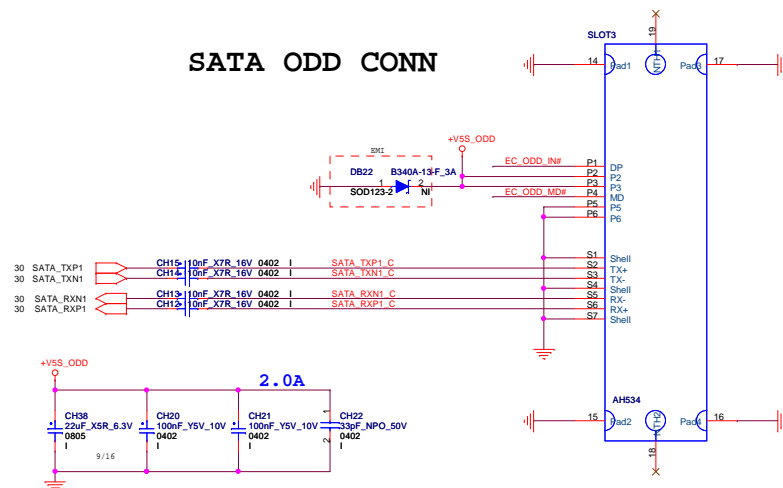 SATA ODD CONN
SLOT3
19
14
Pad1
NTH1
Pad3
17
+V5S_ODD
EMI
DB22
B340A-13-F_3A
1
2
SOD123-2
NI
EC_ODD_IN#
P1
DP
P2
P2
P3
P3
EC_ODD_MD#
P4
MD
P5
P5
P6
P6
S1
Shell
30 SATA_TXP1
CH15 10nF_X7R_16V 0402 I
SATA_TXP1_C
S2
TX+
30 SATA_TXN1
CH14 10nF_X7R_16V 0402 I
SATA_TXN1_C
S3
TX-
S4
Shell
30 SATA_RXN1
CH13 10nF_X7R_16V 0402 I
SATA_RXN1_C
S5
RX-
30 SATA_RXP1
CH12 10nF_X7R_16V 0402 I
SATA_RXP1_C
S6
RX+
S7
Shell
+V5S_ODD
2.0A
CH38
22uF_X5R_6.3V
0805
I
9/16
CH20
100nF_Y5V_10V
0402
I
CH21
100nF_Y5V_10V
0402
I
1
2
CH22
33pF_NPO_50V
0402
I
AH534
15
Pad2
NTH2
Pad4
16
18